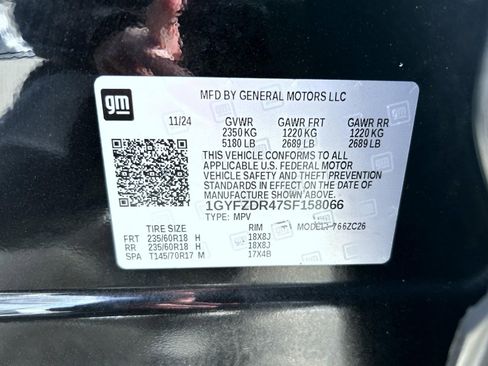 gm
MFD BY GENERAL MOTORS LLC
11/24 GVWR GAWR FRT GAWR RR
2350 KG 1220 KG 1220 KG
5180 LB 2689 LB 2689 LB
THIS VEHICLE CONFORMS TO ALL
APPLICABLE U.S. FEDERAL MOTOR
VEHICLE SAFETY AND THEFT PREVENTION
STANDARDS IN EFFECT ON THE DATE OF
MANUFACTURE SHOWN ABOVE.
1GYFZDR47SF158066
TYPE: MPV MODEL: 766ZC26
TIRE SIZE RIM
FRT 235/60R18 H 18X8J
RR 235/60R18 H 18X8J
SPA T145/70R17 M 17X4B